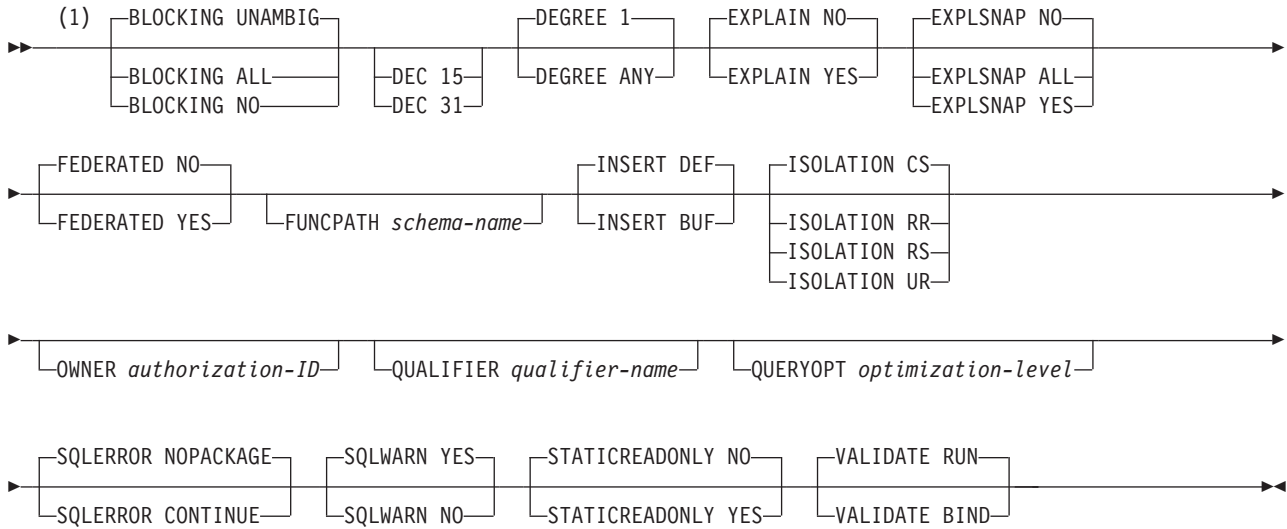 (1) BLOCKING UNAMBIG DEGREE 1 EXPLAIN NO EXPLSNAP NO
BLOCKING ALL DEC 15 DEGREE ANY EXPLAIN YES EXPLSNAP ALL
BLOCKING NO DEC 31 EXPLSNAP YES
FEDERATED NO INSERT DEF ISOLATION CS
FEDERATED YES FUNCPATH schema-name INSERT BUF ISOLATION RR
ISOLATION RS
ISOLATION UR
OWNER authorization-ID QUALIFIER qualifier-name QUERYOPT optimization-level
SQLERROR NOPACKAGE SQLWARN YES STATICREADONLY NO VALIDATE RUN
SQLERROR CONTINUE SQLWARN NO STATICREADONLY YES VALIDATE BIND